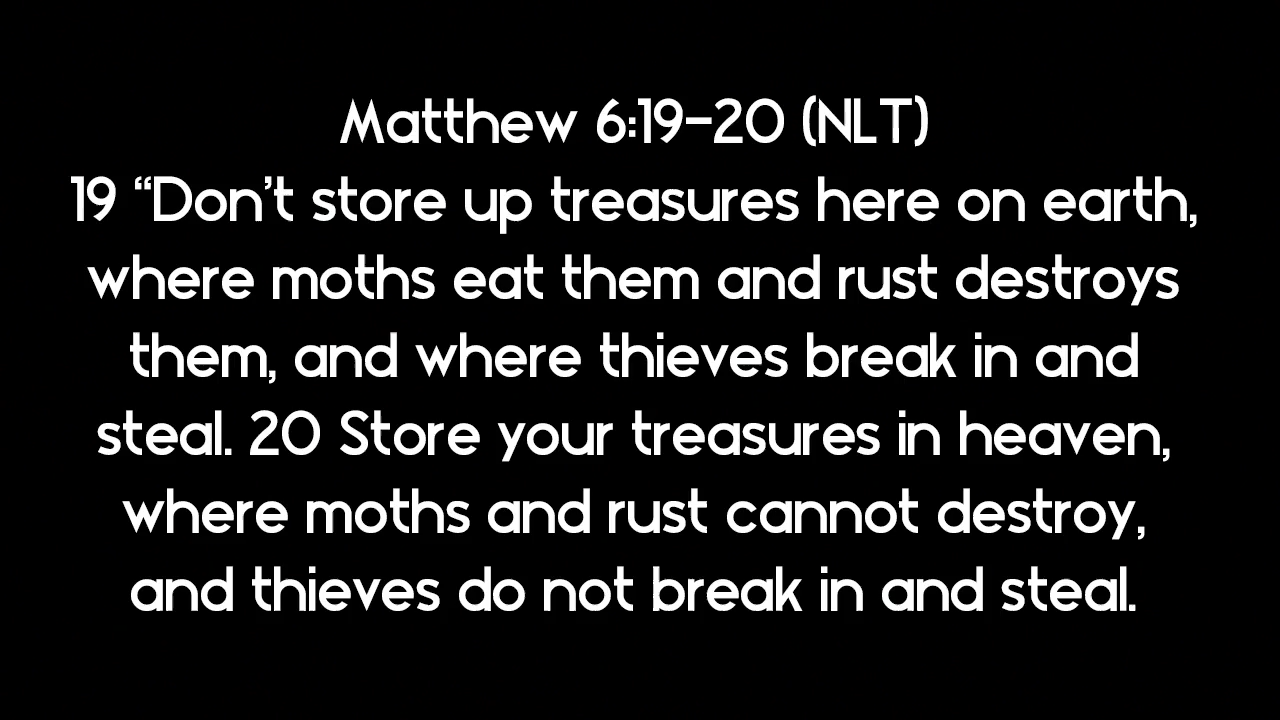 Matthew 6:19-20 (NLT)
19 “Don’t store up treasures here on earth,
where moths eat them and rust destroys
them, and where thieves break in and
steal. 20 Store your treasures in heaven,
where moths and rust cannot destroy,
and thieves do not break in and steal.